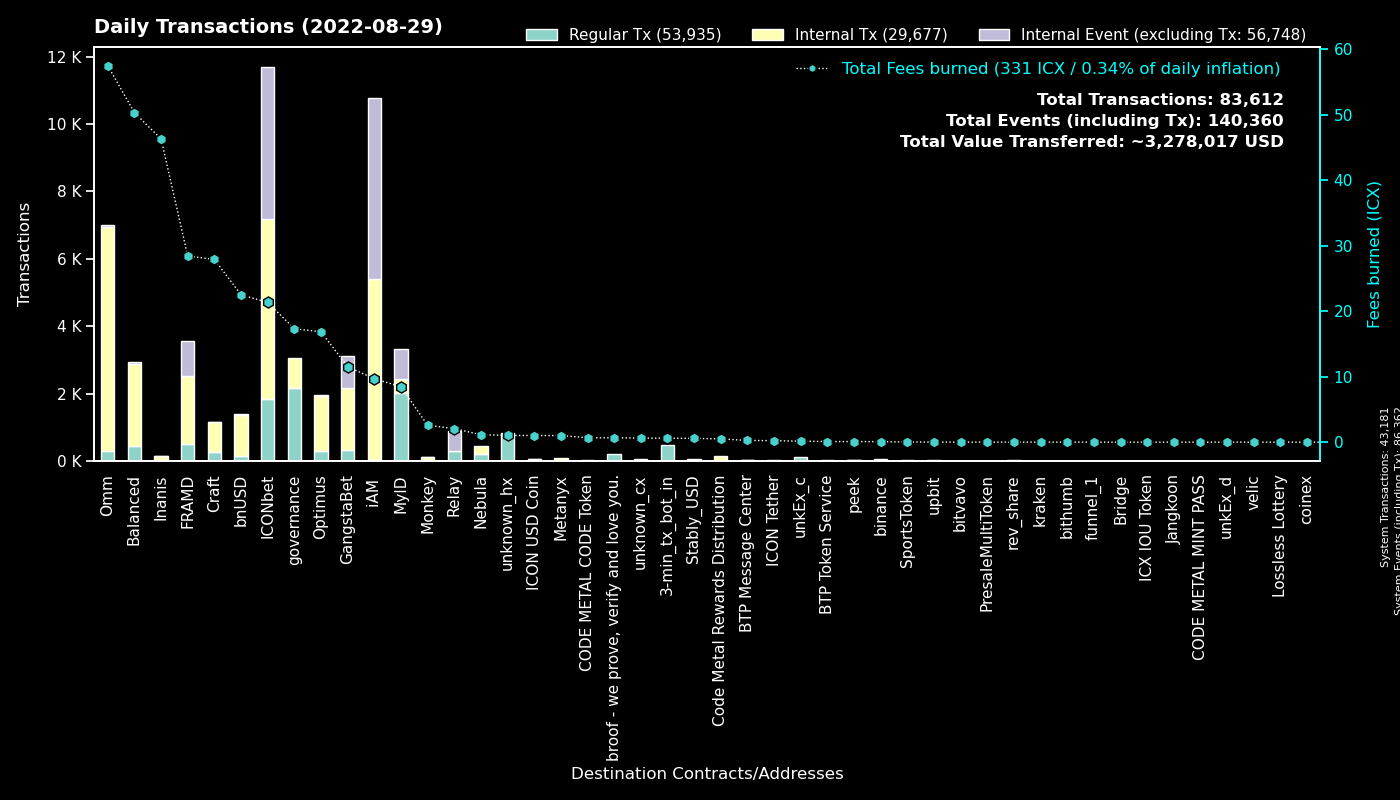 Daily Transactions (2022-08-29)
Regular Tx (53,935)
Internal Tx (29,677)
Internal Event (excluding Tx: 56,748)
Total Fees burned (331 ICX / 0.34% of daily inflation)
Total Transactions: 83,612
Total Events (including Tx): 140,360
Total Value Transferred: ~3,278,017 USD
Transactions
12 K
10 K
8 K
6 K
4 K
2 K
0 K
60
50
40
30
20
10
0
Fees burned (ICX)
Omm
Balanced
Inanis
FRAMD
Craft
bnUSD
ICONbet
governance
Optimus
GangstaBet
iAM
MyID
Monkey
Relay
Nebula
unknown_hx
ICON USD Coin
Metanyx
CODE METAL CODE Token
broof - we prove, verify and love you.
unknown_cx
3-min_tx_bot_in
Stably_USD
Code Metal Rewards Distribution
BTP Message Center
ICON Tether
unkEx_c
BTP Token Service
peek
binance
SportsToken
upbit
bitvavo
PresaleMultiToken
rev_share
kraken
bithumb
funnel_1
Bridge
ICX IOU Token
Jangkoon
CODE METAL MINT PASS
unkEx_d
velic
Lossless Lottery
coinex
Destination Contracts/Addresses
System Transactions: 43,181
System Events (including Tx): 86,362